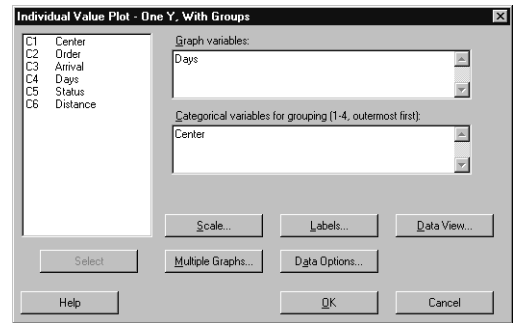 Individual Value Plot - One Y, With Groups
C1 Center
C2 Order
C3 Arrival
C4 Days
C5 Status
C6 Distance
Graph variables:
Days
Categorical variables for grouping (1-4, outermost first):
Center
Scale... Labels... Data View...
Select Multiple Graphs... Data Options...
Help OK Cancel